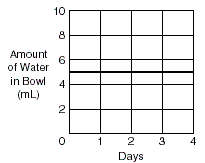 10
8
Amount
of Water
in Bowl
(mL)
6
4
2
0 1 2 3 4
Days